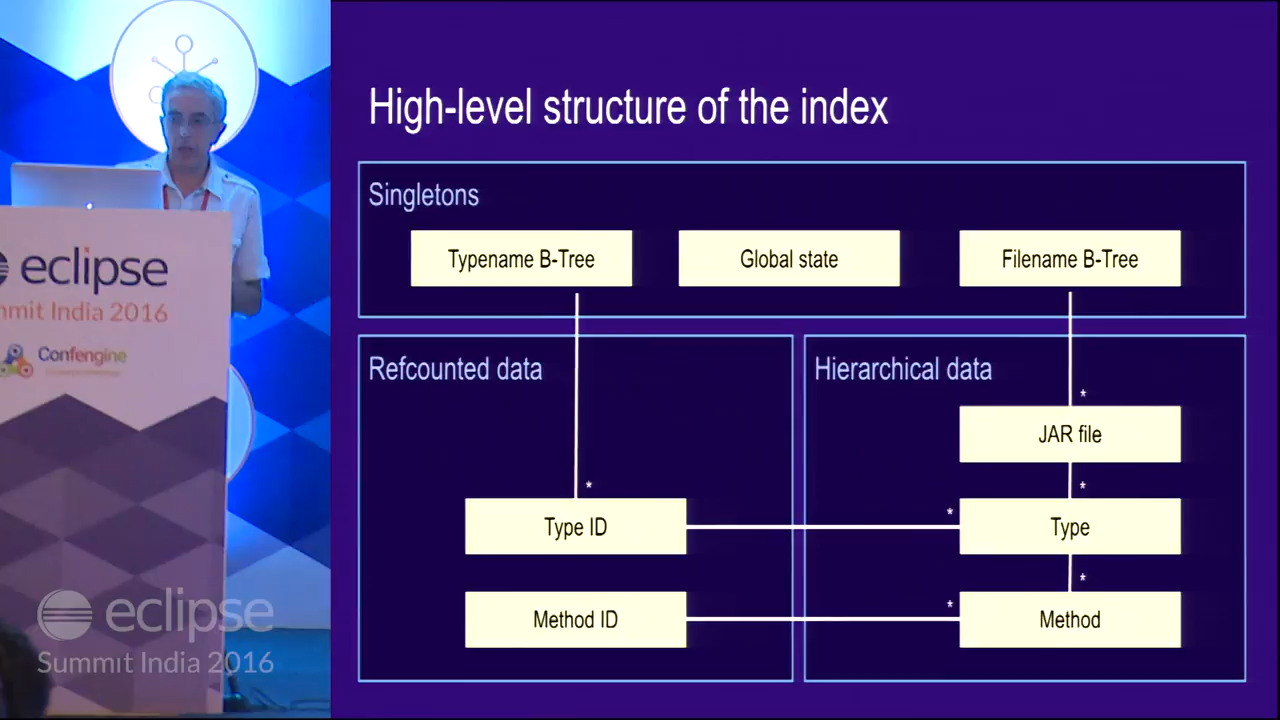 High-level structure of the index
Singletons
Typename B-Tree
Global state
Filename B-Tree
Refcounted data
Hierarchical data
*
JAR file
*
*
Type ID
*
Type
*
Method ID
*
Method
eclipse
mmit India 2016
Confengine
eclipse
Summit India 2016